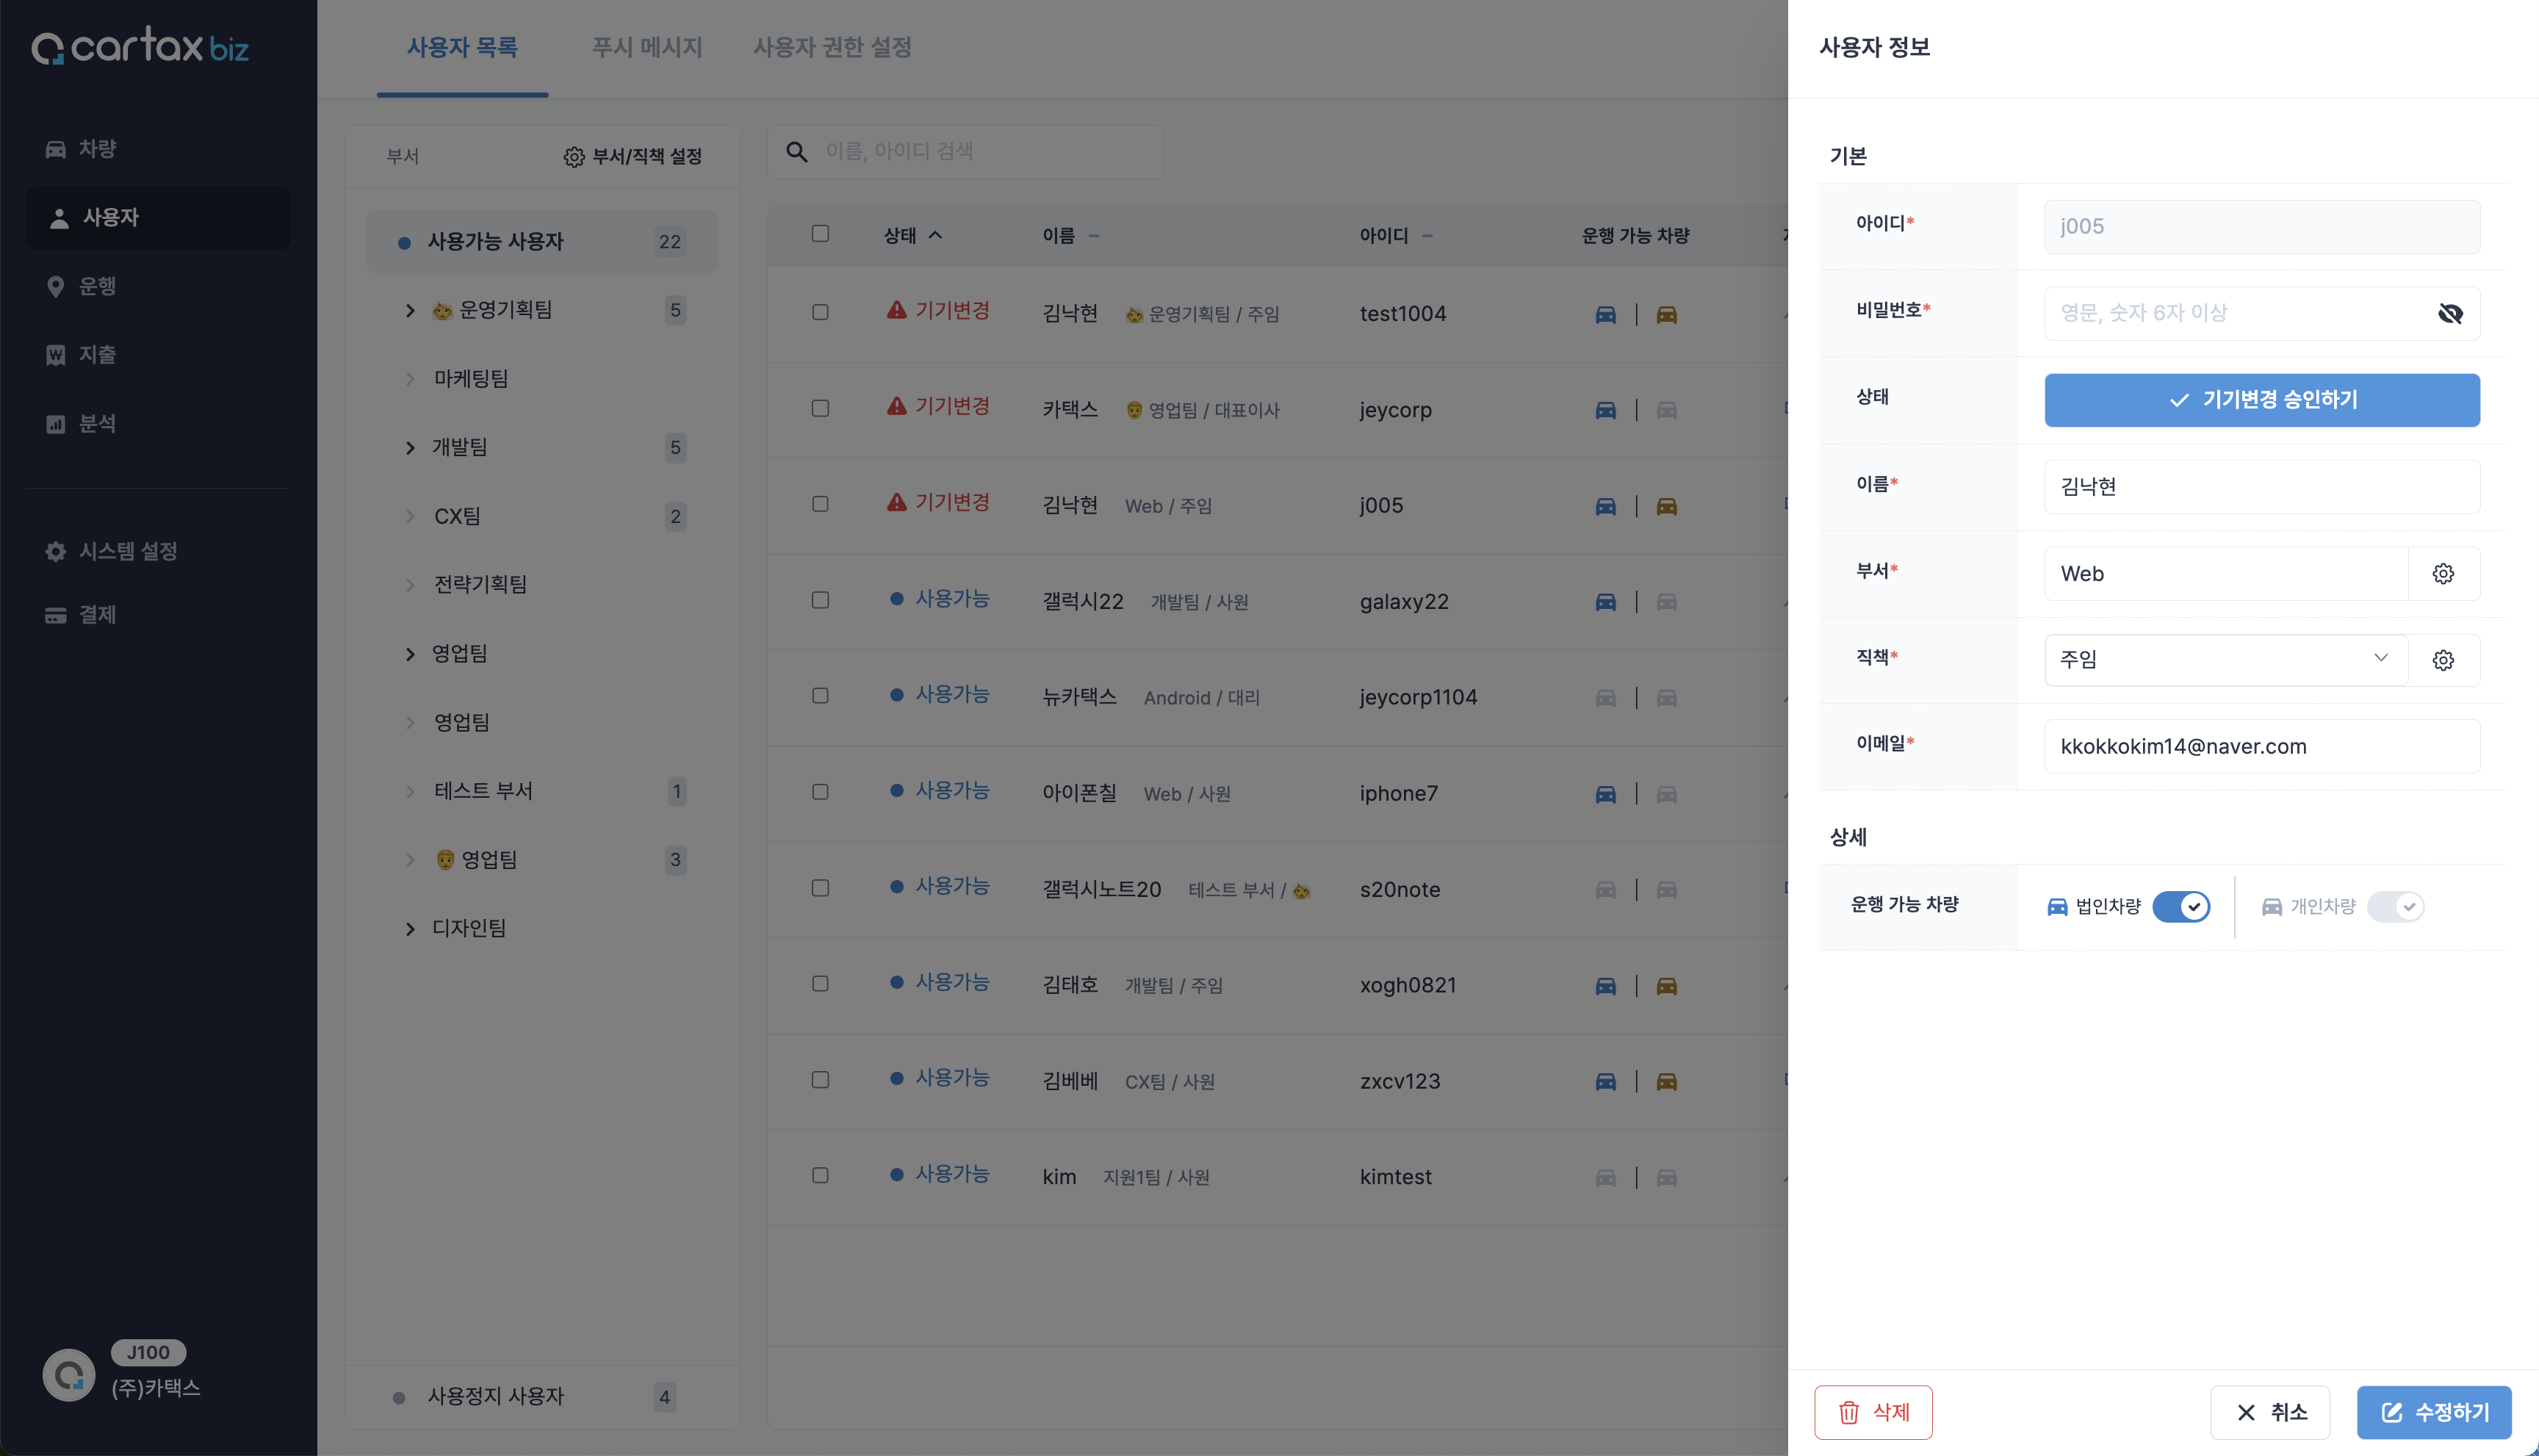 cartax biz
차량
사용자
운행
지출
분석
시스템 설정
결제
J100
(주)카택스
사용자 목록
푸시 메시지
사용자 권한 설정
부서
부서/직책 설정
사용가능 사용자 22
운영기획팀 5
마케팅팀
개발팀 5
CX팀 2
전략기획팀
영업팀
영업팀
테스트 부서 1
영업팀 3
디자인팀
사용정지 사용자 4
이름, 아이디 검색
상태 이름 아이디 운행 가능 차량
기기변경 김낙현 운영기획팀 / 주임 test1004
기기변경 카택스 영업팀 / 대표이사 jeycorp
기기변경 김낙현 Web / 주임 j005
사용가능 갤럭시22 개발팀 / 사원 galaxy22
사용가능 뉴카택스 Android / 대리 jeycorp1104
사용가능 아이폰칠 Web / 사원 iphone7
사용가능 갤럭시노트20 테스트 부서 / s20note
사용가능 김태호 개발팀 / 주임 xogh0821
사용가능 김베베 CX팀 / 사원 zxcv123
사용가능 kim 지원1팀 / 사원 kimtest
사용자 정보
기본
아이디* j005
비밀번호* 영문, 숫자 6자 이상
상태 기기변경 승인하기
이름* 김낙현
부서* Web
직책* 주임
이메일* kkokkokim14@naver.com
상세
운행 가능 차량 법인차량 개인차량
삭제 취소 수정하기